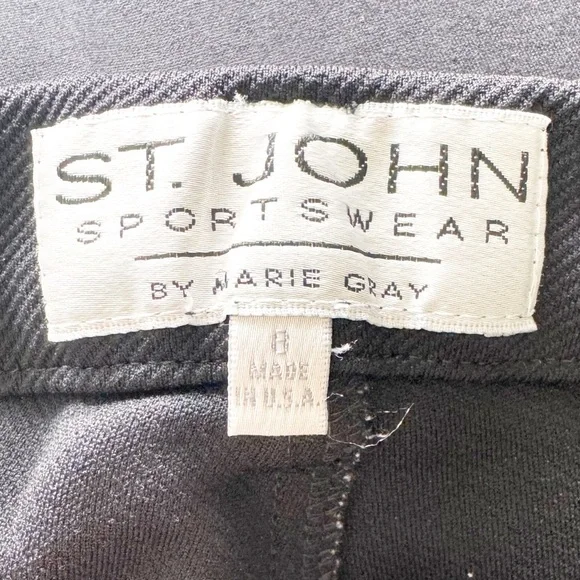 ST. JOHN
SPORTSWEAR
BY MARIE GRAY
8
MADE
IN U.S.A.